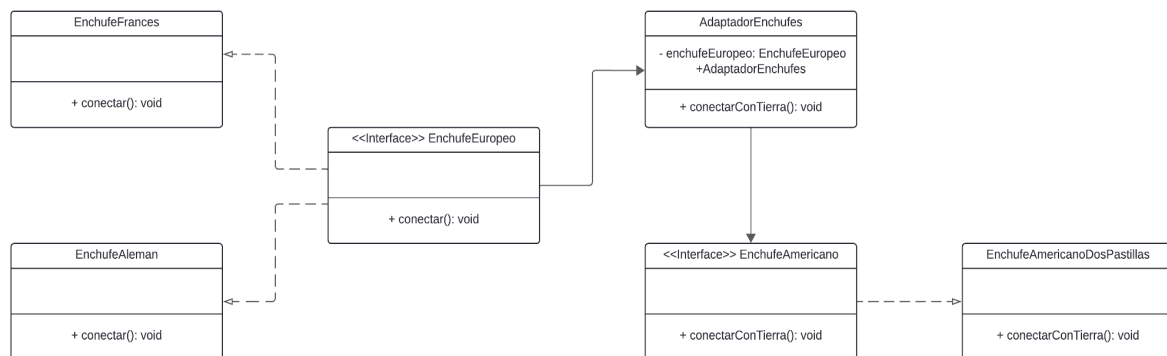 EnchufeFrances
+ conectar(): void
<<Interface>> EnchufeEuropeo
+ conectar(): void
EnchufeAleman
+ conectar(): void
AdaptadorEnchufes
- enchufeEuropeo: EnchufeEuropeo
+AdaptadorEnchufes
+ conectarConTierra(): void
<<Interface>> EnchufeAmericano
+ conectarConTierra(): void
EnchufeAmericanoDosPastillas
+ conectarConTierra(): void